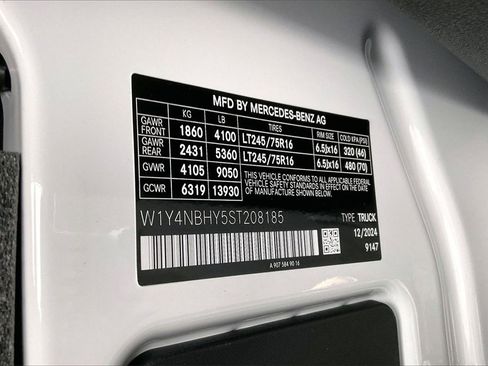 MFD BY MERCEDES-BENZ AG
KG LB TIRES RIM SIZE COLD KPA (PSI)
GAWR FRONT 1860 4100 LT245/75R16 6.5Jx16 320 (46)
GAWR REAR 2431 5360 LT245/75R16 6.5Jx16 480 (70)
GVWR 4105 9050 THIS VEHICLE CONFORMS TO ALL APPLICABLE
GCWR 6319 13930 FEDERAL MOTOR VEHICLE SAFETY STANDARDS IN EFFECT ON THE DATE OF MANUFACTURE SHOWN ABOVE.
W1Y4NBHY5ST208185 TYPE TRUCK
12/2024
9147
A 907 584 90 16